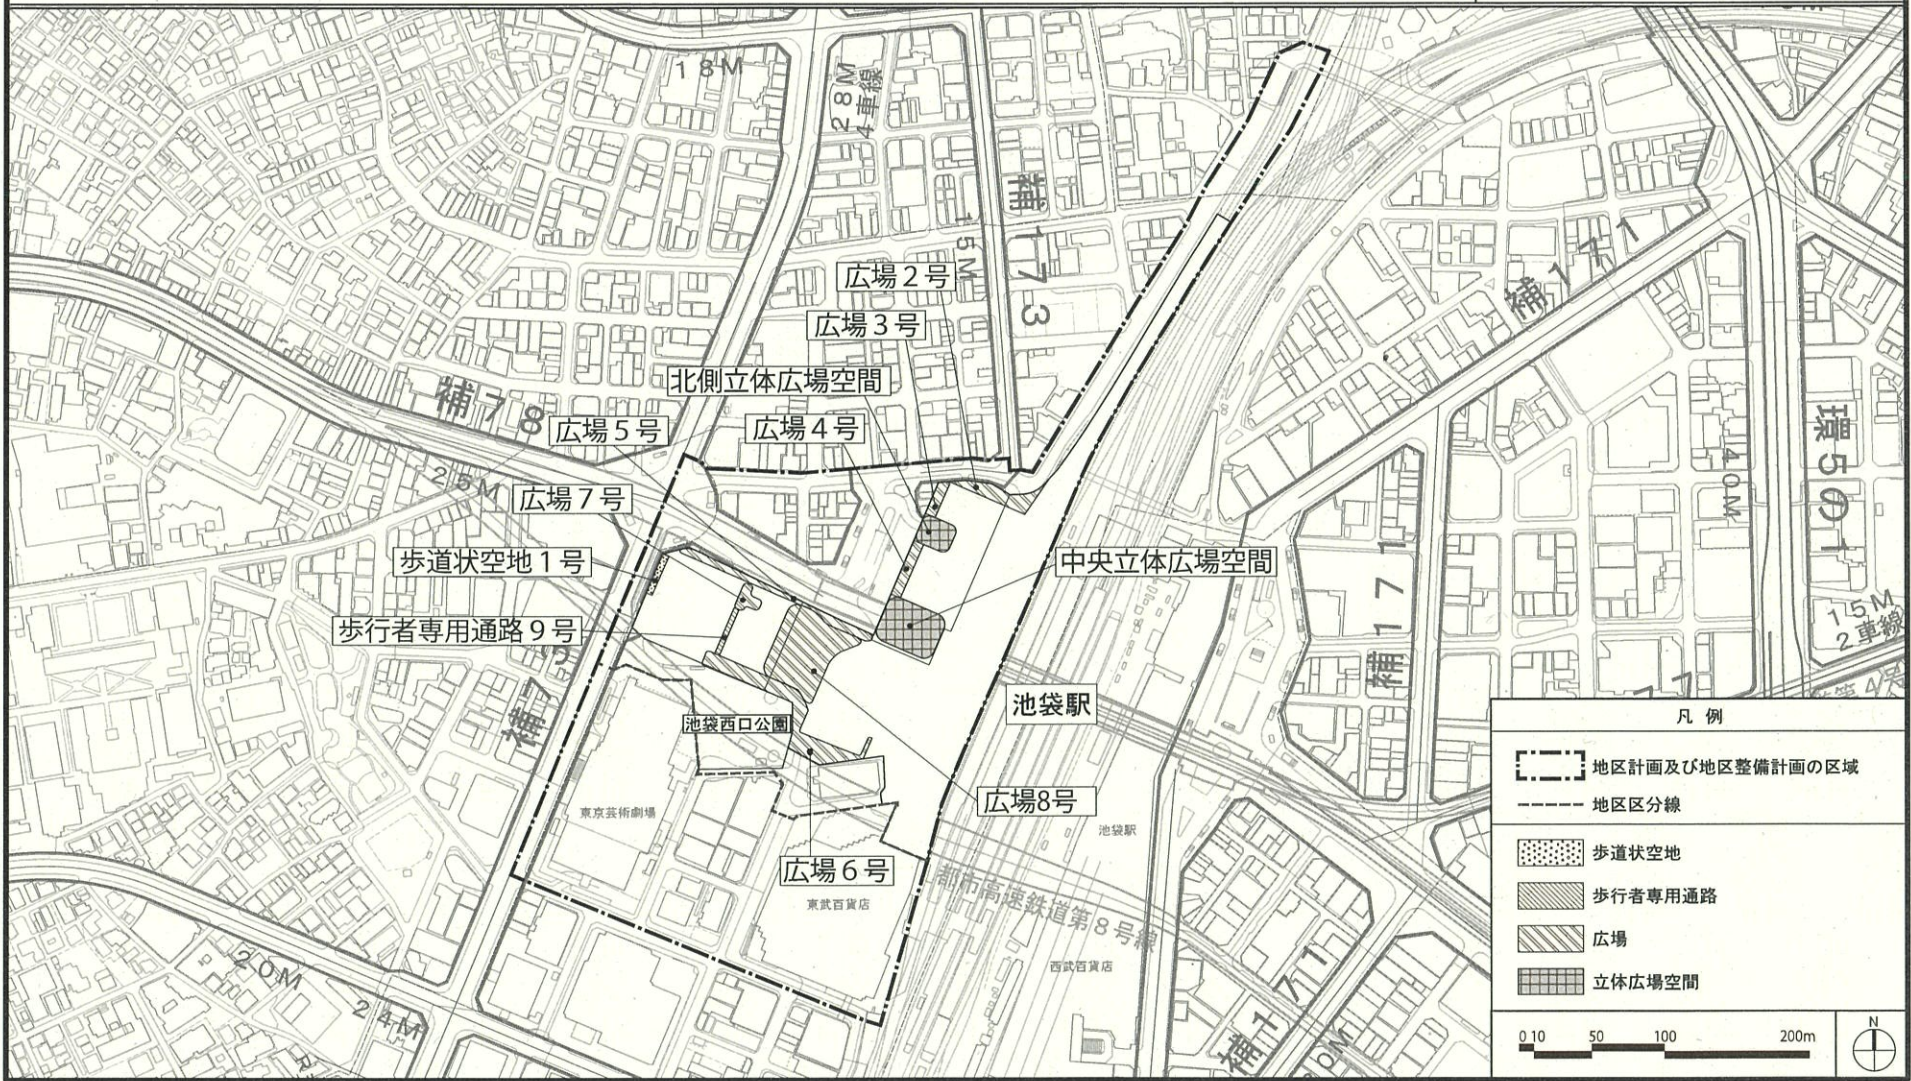 18M
28M
4車線
補173
15M
広場2号
広場3号
北側立体広場空間
広場4号
補78
広場5号
25M
広場7号
歩道状空地1号
中央立体広場空間
歩行者専用通路9号
補171
環5の1
40M
補171
15M
2車線
池袋駅
池袋西口公園
東京芸術劇場
広場8号
池袋駅
広場6号
東武百貨店
都市高速鉄道第8号線
西武百貨店
20M
24M
補171
凡例
地区計画及び地区整備計画の区域
地区区分線
歩道状空地
歩行者専用通路
広場
立体広場空間
0 10 50 100 200m
N